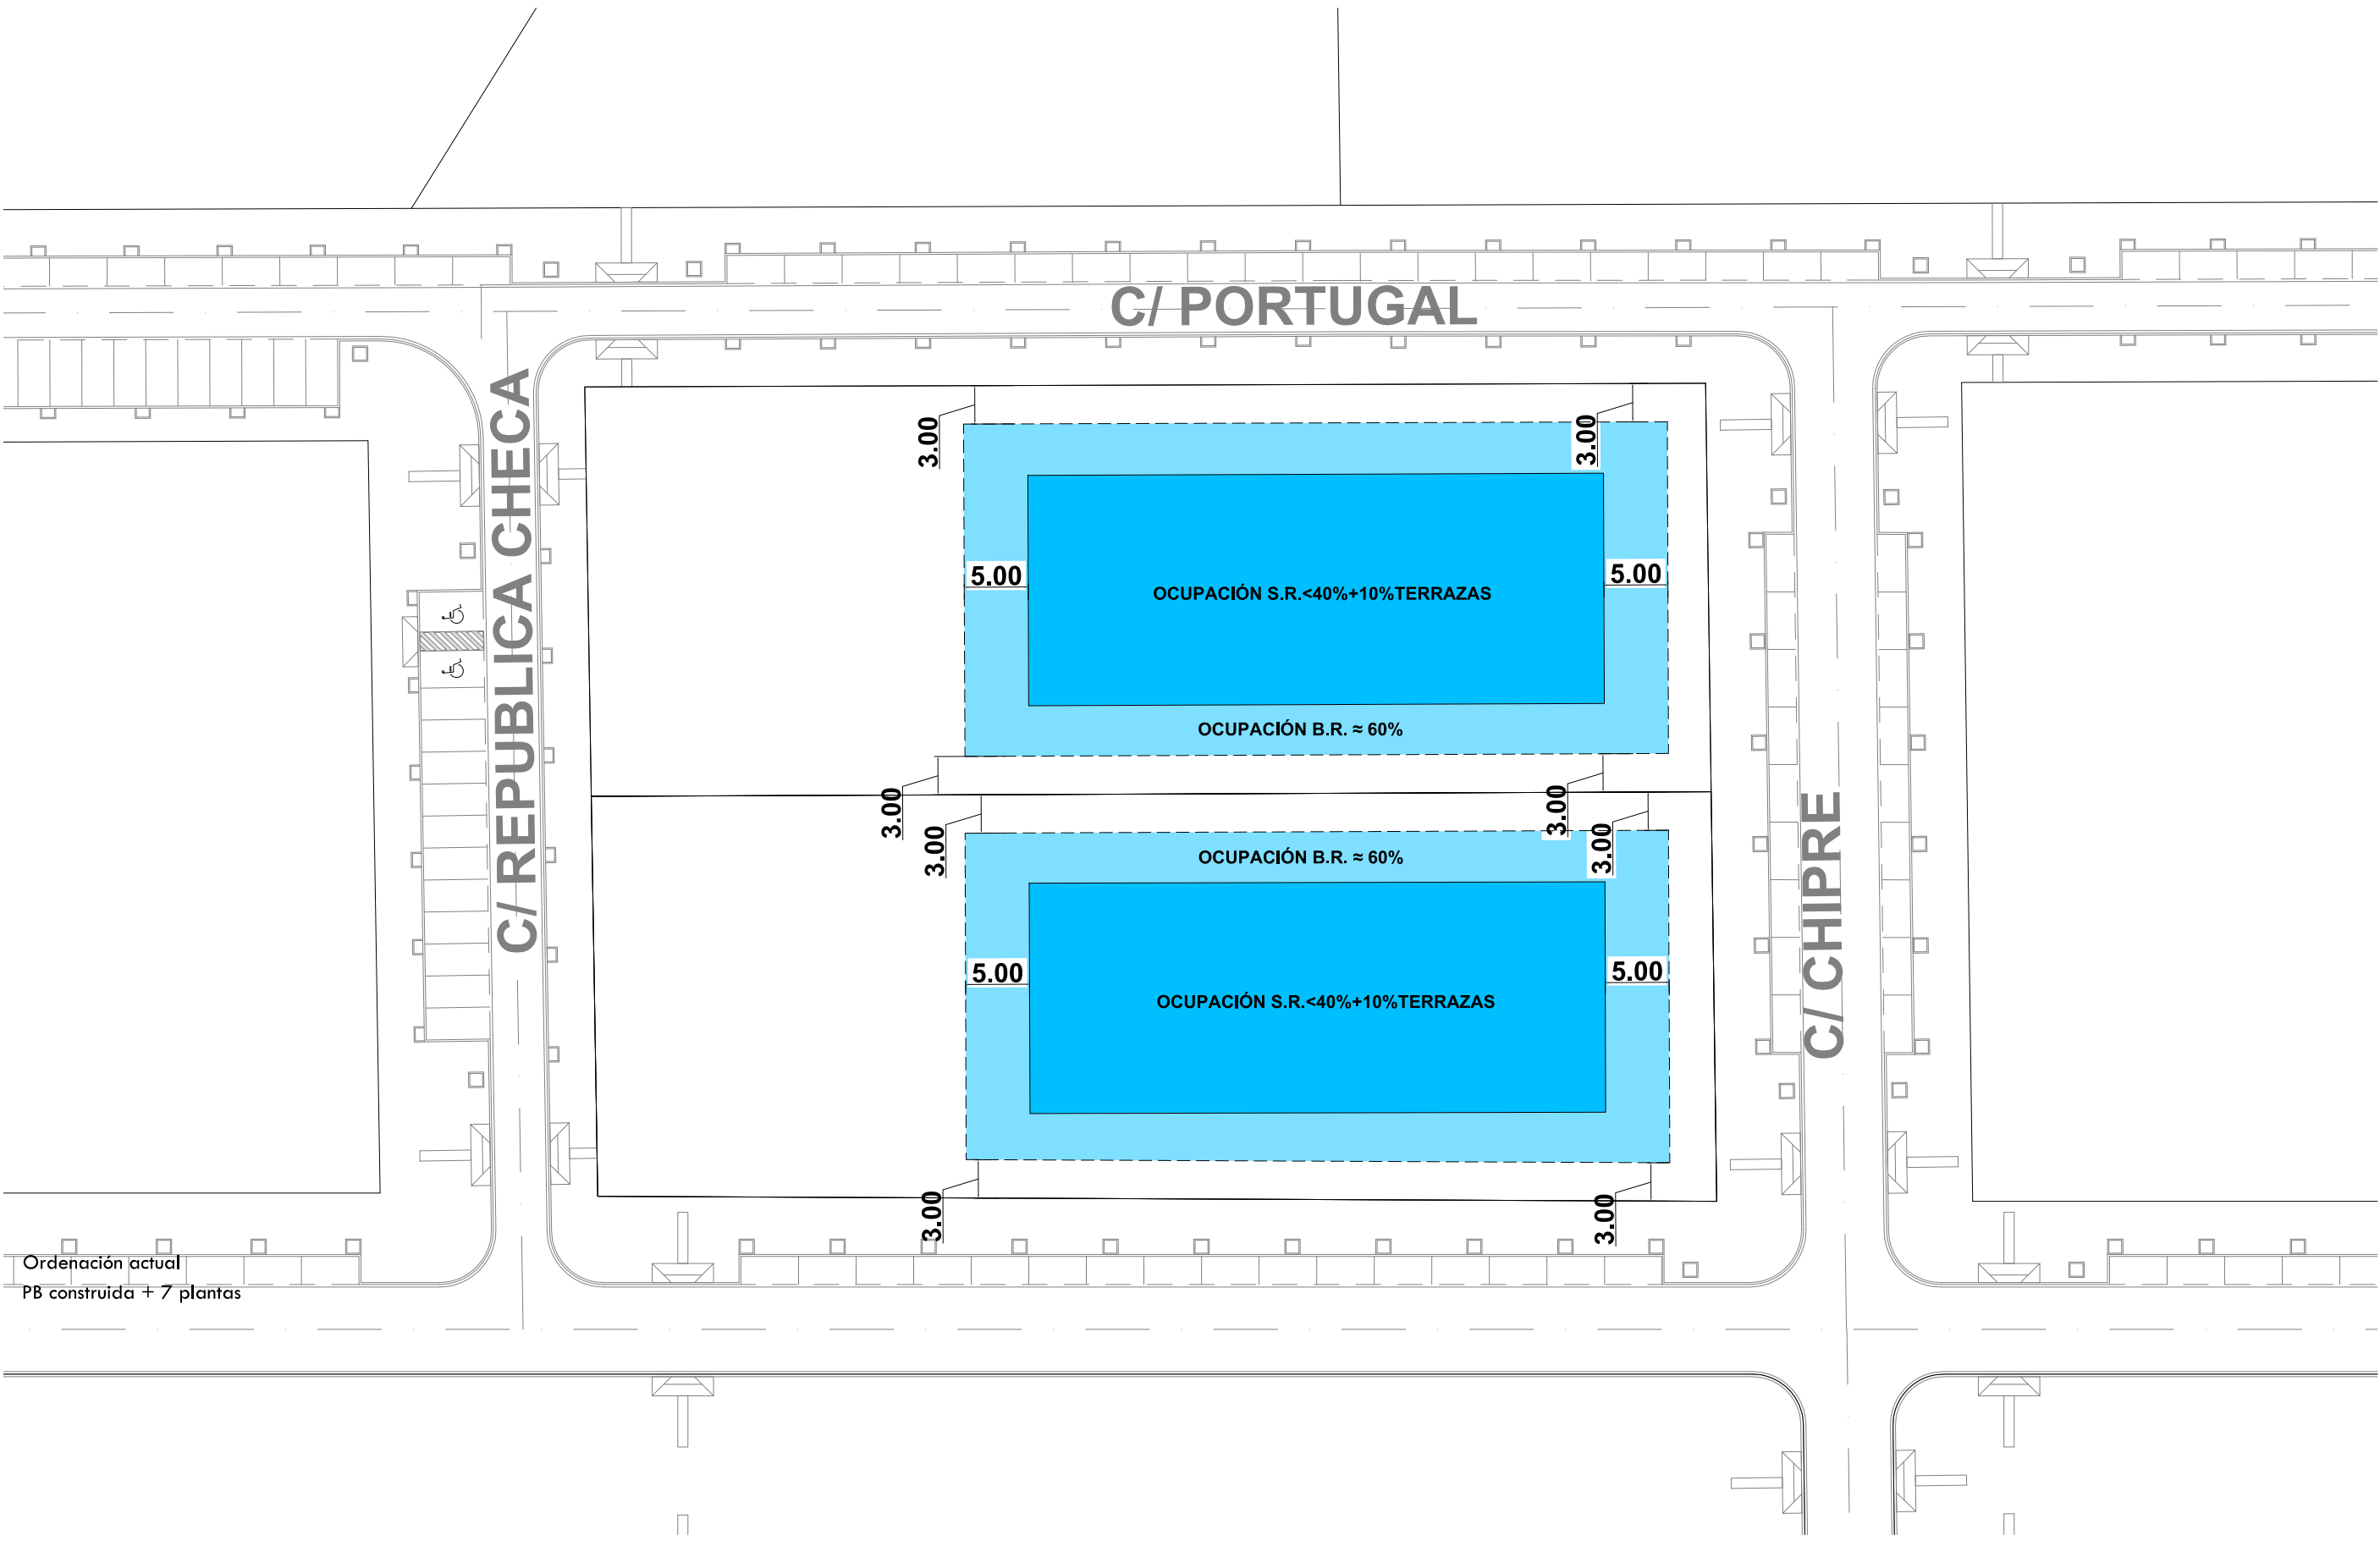 C/ PORTUGAL
C/ REPUBLICA CHECA
3.00
3.00
5.00
5.00
OCUPACIÓN S.R.<40%+10%TERRAZAS
OCUPACIÓN B.R. ≈ 60%
3.00
3.00
3.00
3.00
OCUPACIÓN B.R. ≈ 60%
5.00
5.00
OCUPACIÓN S.R.<40%+10%TERRAZAS
C/ CHIPRE
3.00
3.00
Ordenación actual
PB construida + 7 plantas